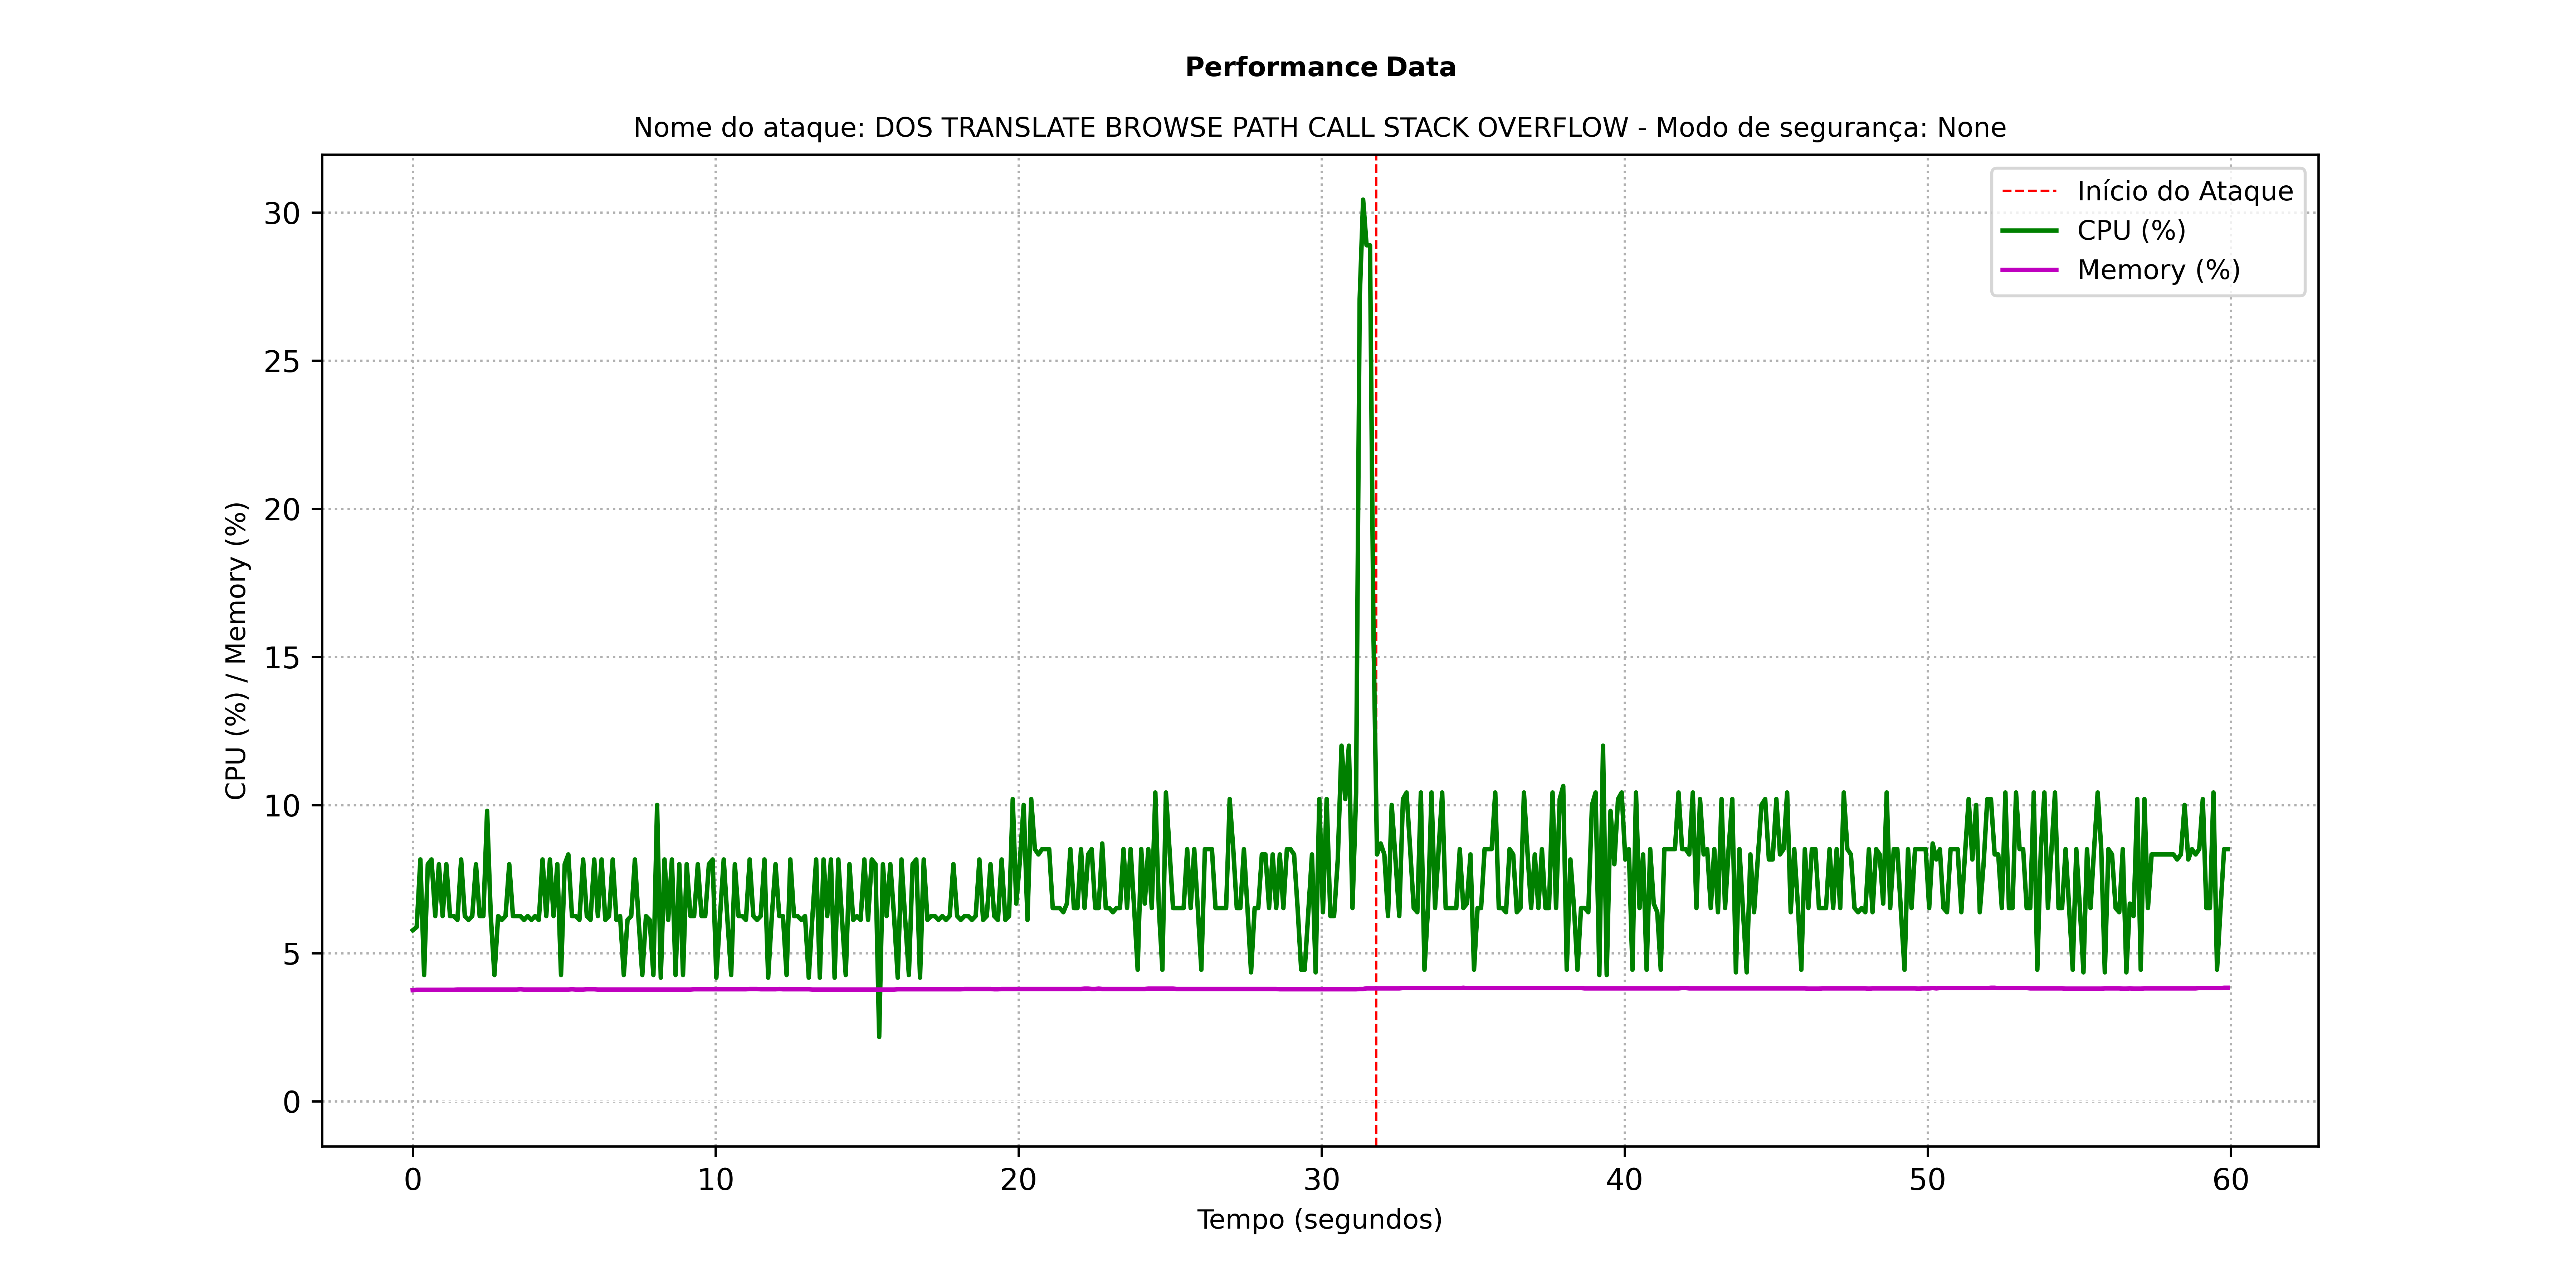 Performance Data
Nome do ataque: DOS TRANSLATE BROWSE PATH CALL STACK OVERFLOW - Modo de segurança: None
Início do Ataque
CPU (%)
Memory (%)
30
25
20
15
10
5
0
CPU (%) / Memory (%)
0 10 20 30 40 50 60
Tempo (segundos)